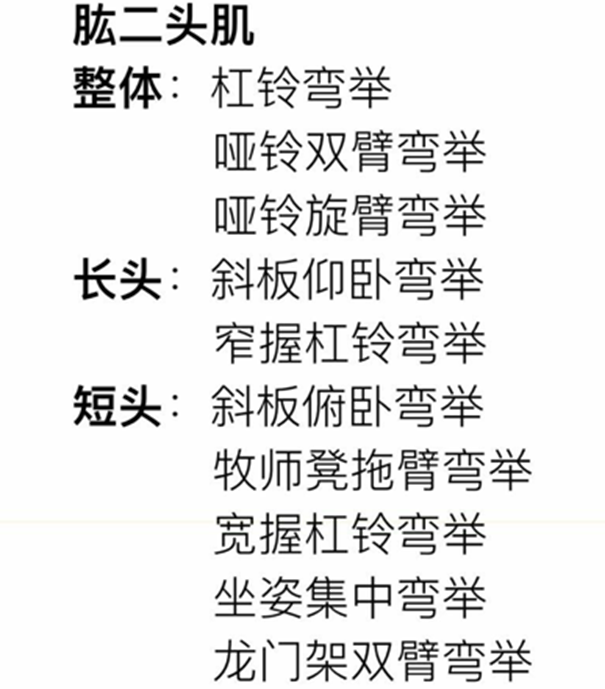 肱二头肌
整体：杠铃弯举
哑铃双臂弯举
哑铃旋臂弯举
长头：斜板仰卧弯举
窄握杠铃弯举
短头：斜板俯卧弯举
牧师凳拖臂弯举
宽握杠铃弯举
坐姿集中弯举
龙门架双臂弯举